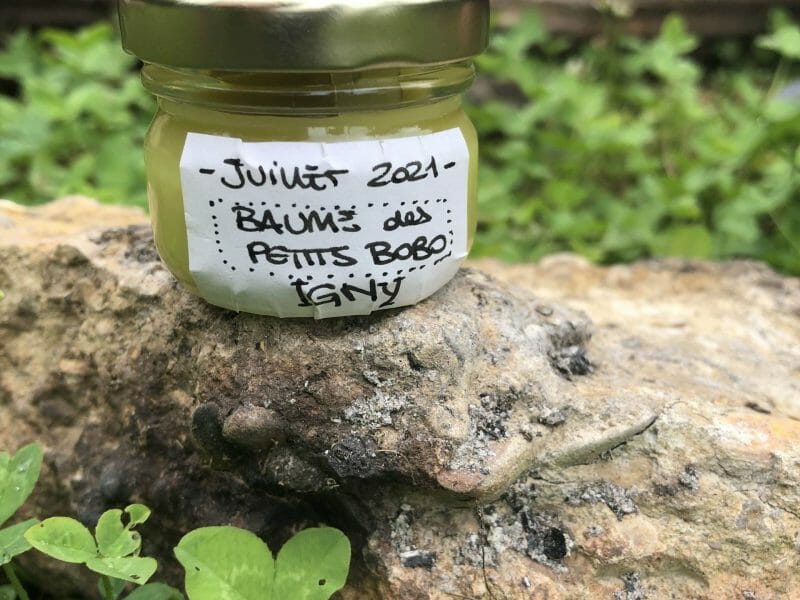 - Juillet 2021 -
BAUME des
PETITS BOBO
IGNY